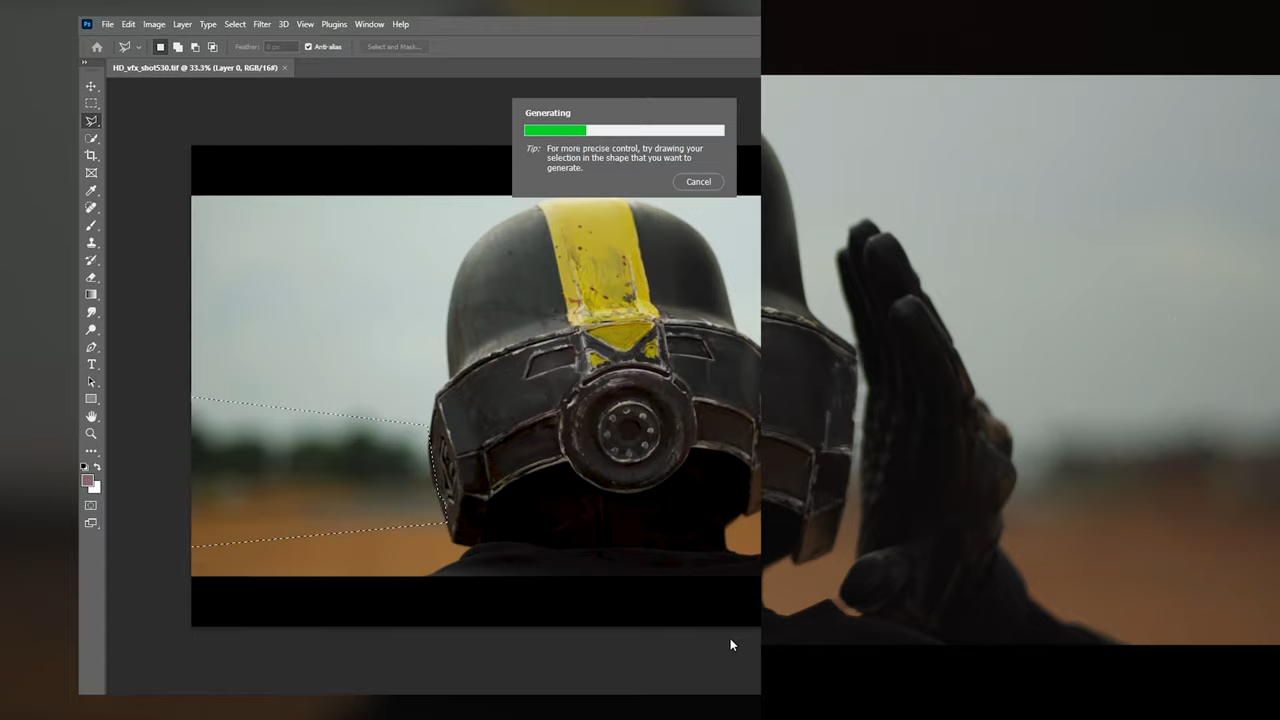 Ps File Edit Image Layer Type Select Filter 3D View Plugins Window Help
Feather: 0 px Anti-alias Select and Mask...
HD_vfx_shot530.tif @ 33.3% (Layer 0, RGB/16#) ×
Generating
Tip: For more precise control, try drawing your
selection in the shape that you want to
generate.
Cancel
T